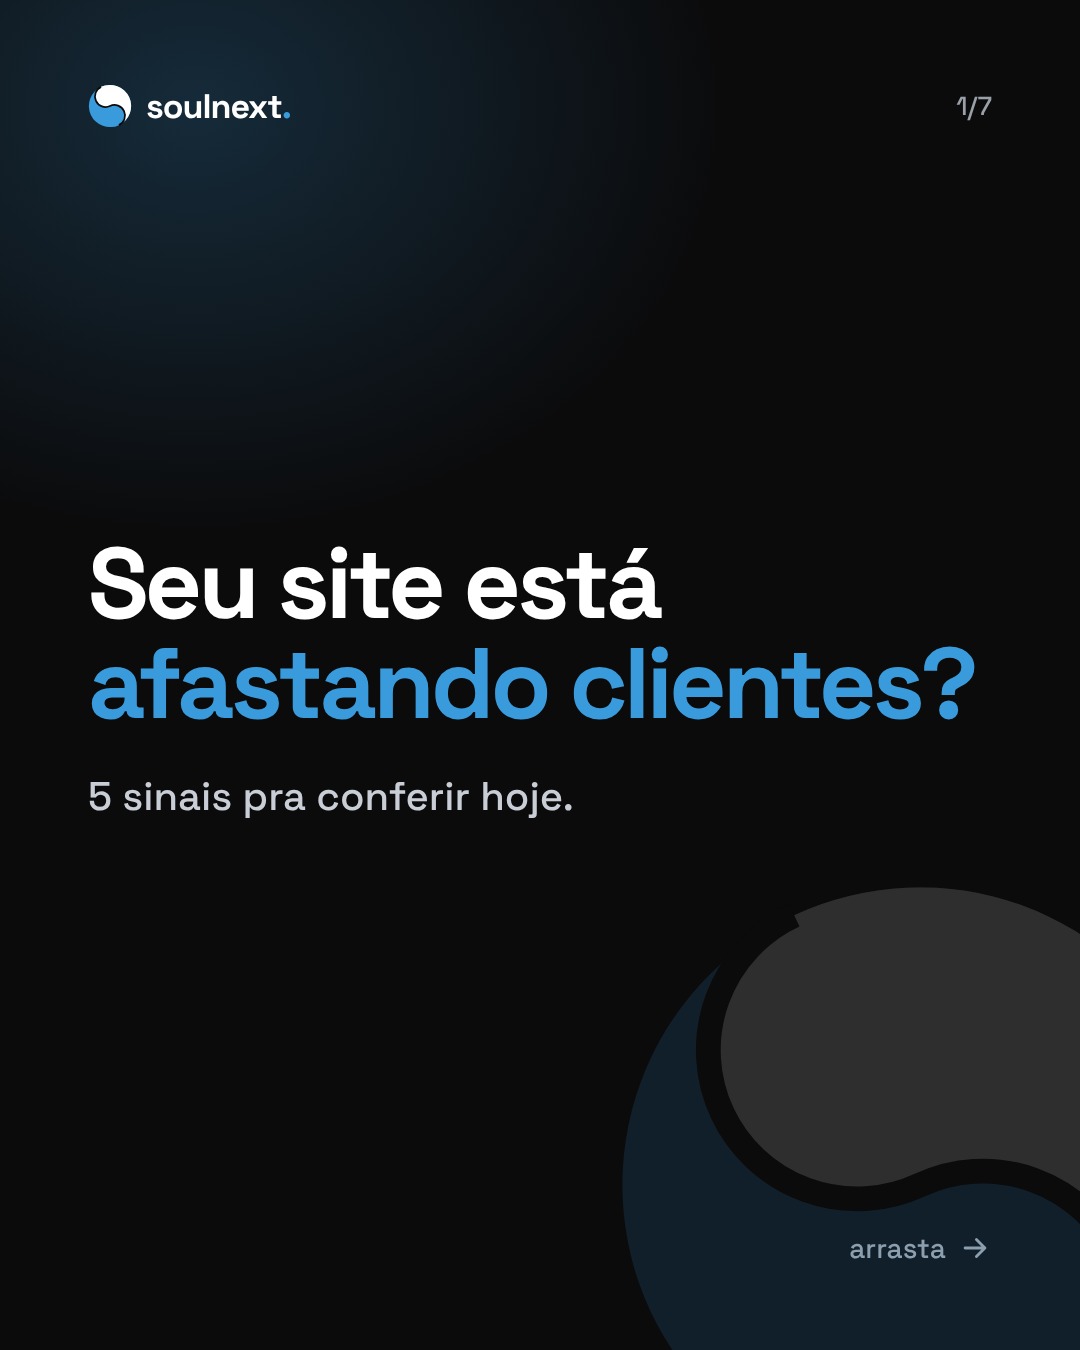 soulnext.
1/7
Seu site está
afastando clientes?
5 sinais pra conferir hoje.
arrasta →